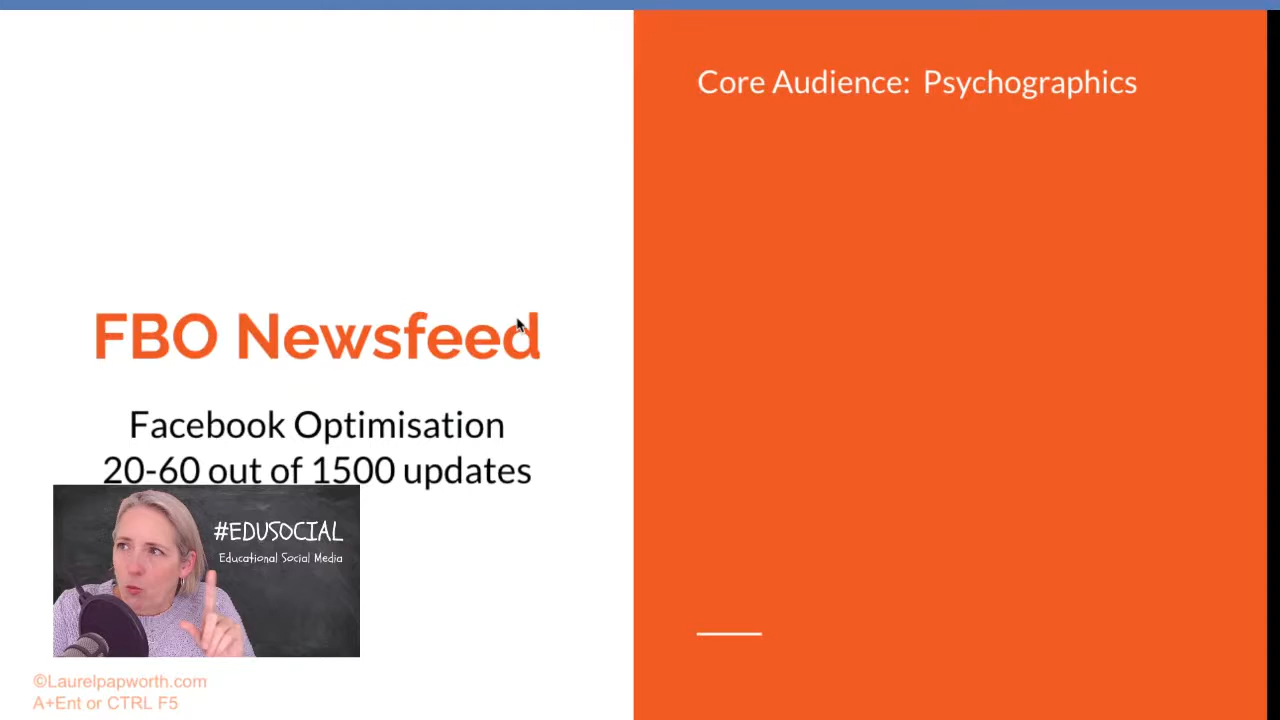 Core Audience: Psychographics
FBO Newsfeed
Facebook Optimisation
20-60 out of 1500 updates
#EDUSOCIAL
Educational Social Media
©Laurelpapworth.com
A+Ent or CTRL F5